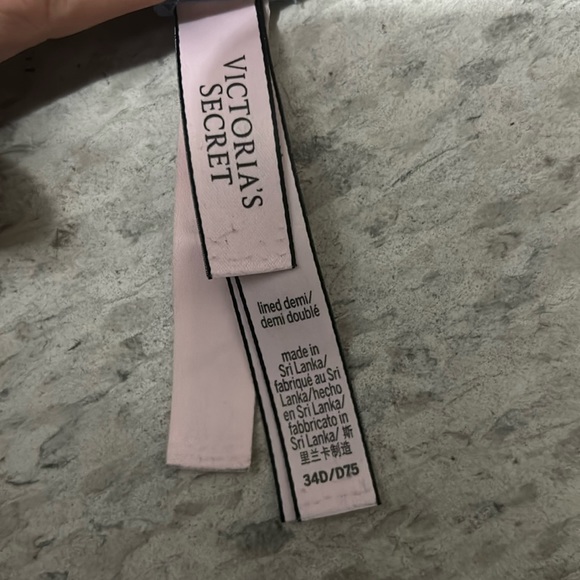 VICTORIA'S
SECRET
lined demi/
demi doublé
made in
Sri Lanka/
fabriqué au Sri
Lanka/hecho
en Sri Lanka/
fabbricato in
Sri Lanka/ 斯
里兰卡制造
34D/D75